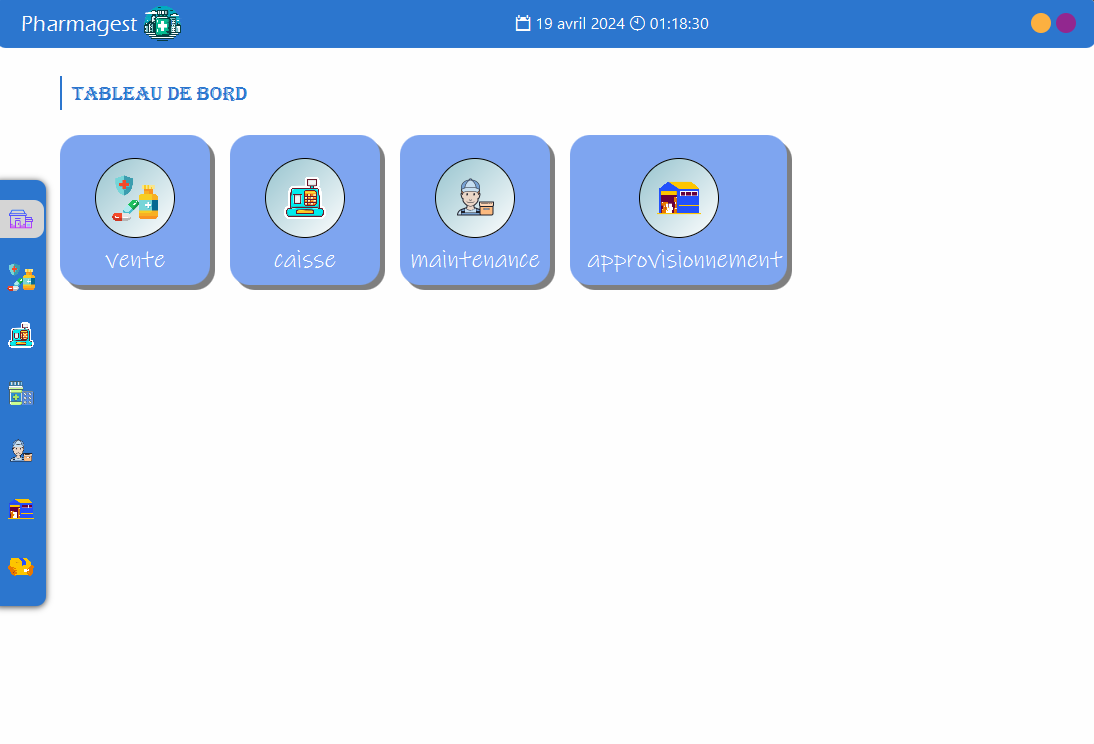 Pharmagest
19 avril 2024 01:18:30
TABLEAU DE BORD
vente
caisse
maintenance
approvisionnement